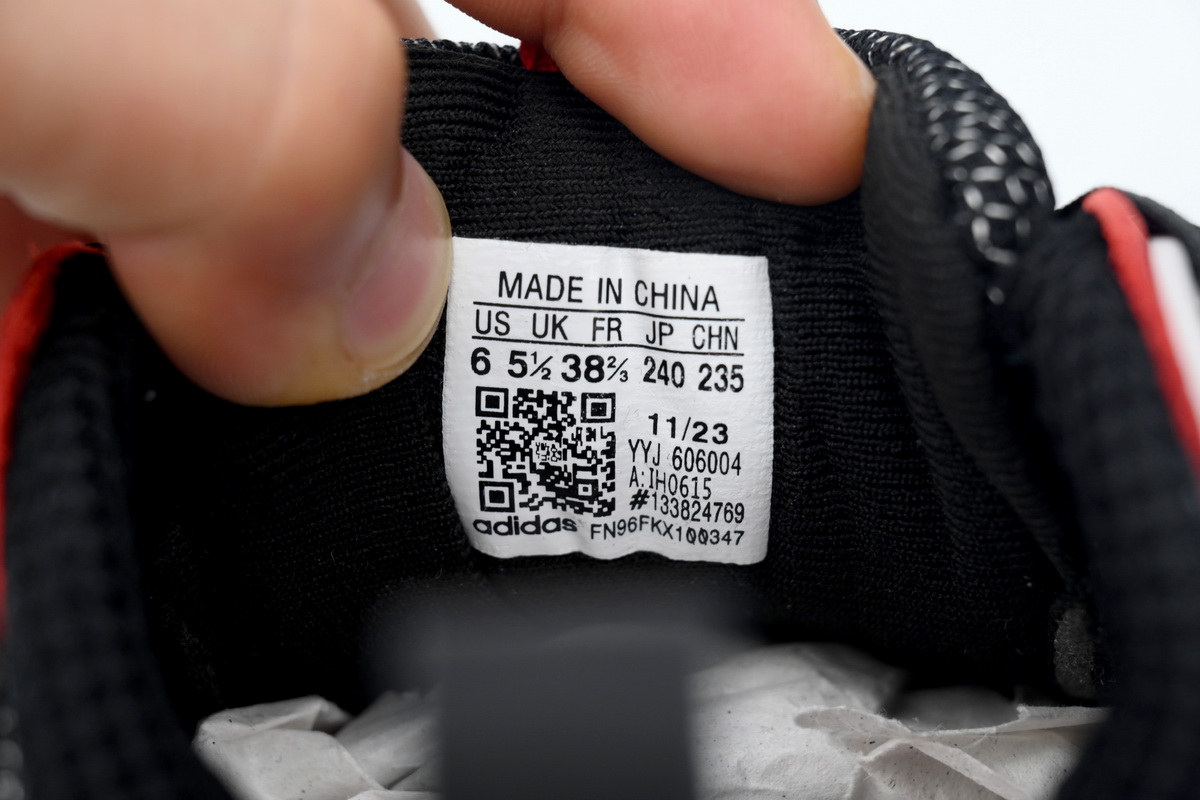 MADE IN CHINA
US UK FR JP CHN
6 5½ 38⅔ 240 235
11/23
YYJ 606004
A:IH0615
#133824769
adidas FN96FKX100347